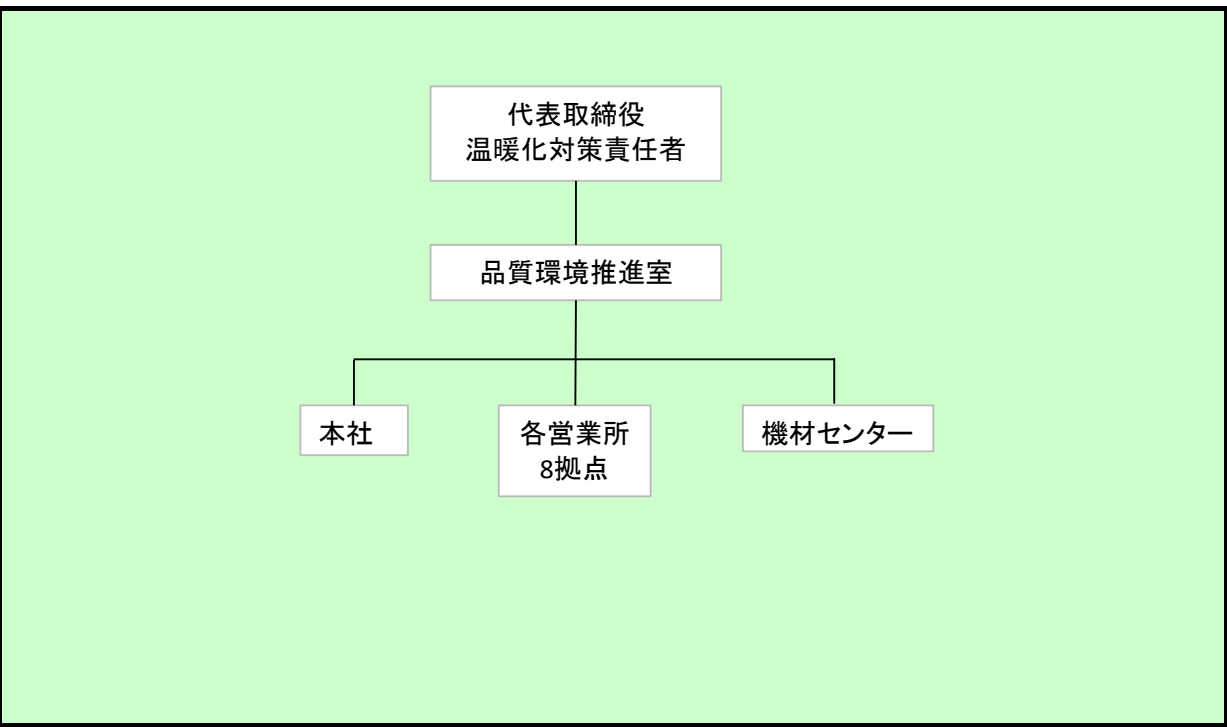 代表取締役
温暖化対策責任者
品質環境推進室
本社
各営業所
8拠点
機材センター